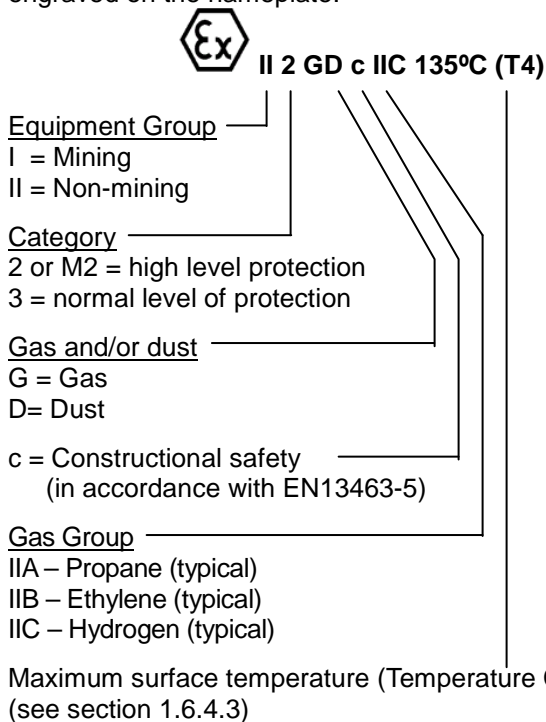 engraved on the nameplate.
Ex II 2 GD c IIC 135ºC (T4)
Equipment Group
I = Mining
II = Non-mining
Category
2 or M2 = high level protection
3 = normal level of protection
Gas and/or dust
G = Gas
D= Dust
c = Constructional safety
(in accordance with EN13463-5)
Gas Group
IIA – Propane (typical)
IIB – Ethylene (typical)
IIC – Hydrogen (typical)
Maximum surface temperature (Temperature
(see section 1.6.4.3)